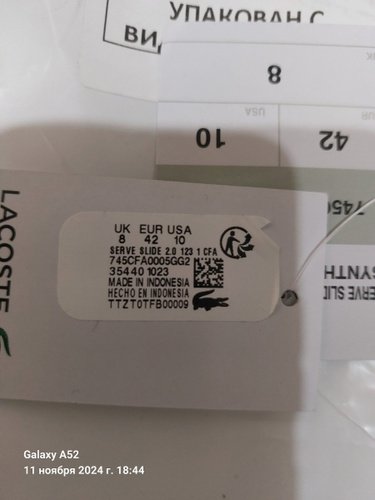 УПАКОВАН С
ВИД
8
USA
10
42
745
ERVE SLID
SYNTH
LACOSTE
UK EUR USA
8 42 10
SERVE SLIDE 2.0 123 1 CFA
745CFA0005GG2
35440 1023
MADE IN INDONESIA
HECHO EN INDONESIA
TTZT0TFB00009
Galaxy A52
11 ноября 2024 г. 18:44